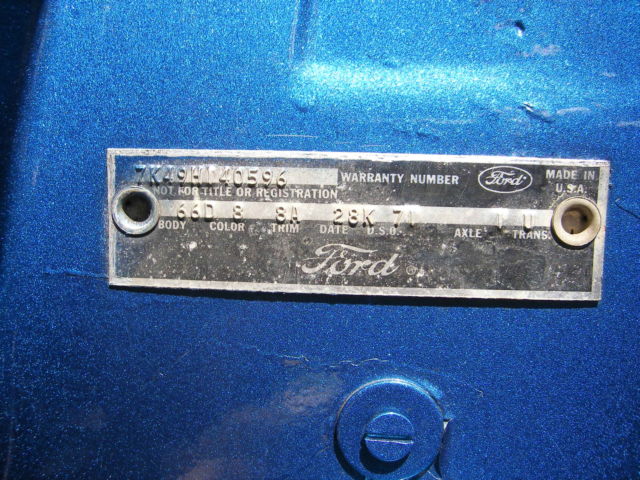 7K49H140596 WARRANTY NUMBER Ford MADE IN
NOT FOR TITLE OR REGISTRATION U.S.A.
66D 8 8A 28K 71 1 U
BODY COLOR TRIM DATE D.S.O. AXLE TRANS.
Ford